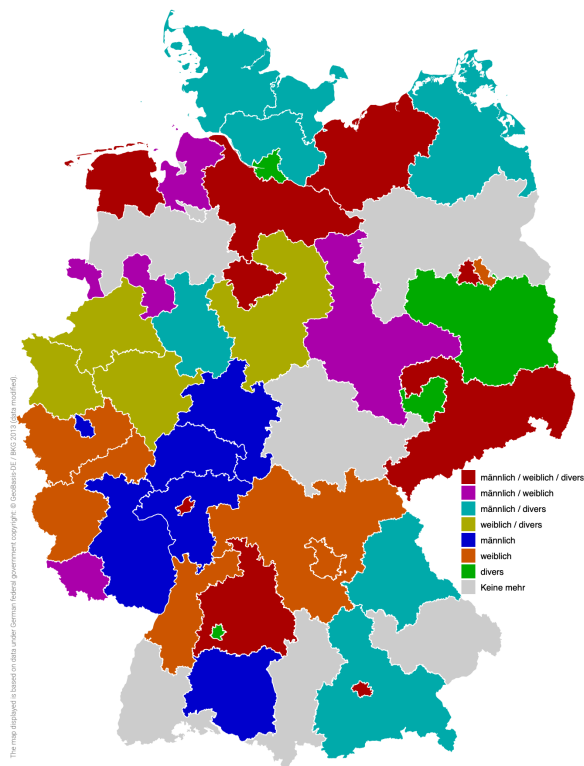 The map displayed is based on data under German federal government copyright: © GeoBasis-DE / BKG 2013 (data modified).
männlich / weiblich / divers
männlich / weiblich
männlich / divers
weiblich / divers
männlich
weiblich
divers
Keine mehr